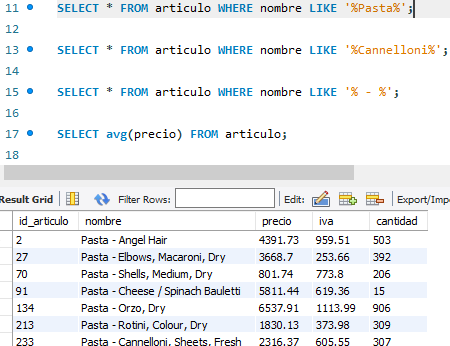 11 SELECT * FROM articulo WHERE nombre LIKE '%Pasta%';
12
13 SELECT * FROM articulo WHERE nombre LIKE '%Cannelloni%';
14
15 SELECT * FROM articulo WHERE nombre LIKE '% - %';
16
17 SELECT avg(precio) FROM articulo;
18
Result Grid Filter Rows: Edit: Export/Impo
id_articulo nombre precio iva cantidad
2 Pasta - Angel Hair 4391.73 959.51 503
27 Pasta - Elbows, Macaroni, Dry 3668.7 253.66 392
70 Pasta - Shells, Medium, Dry 801.74 773.8 206
91 Pasta - Cheese / Spinach Bauletti 5811.44 619.36 15
134 Pasta - Orzo, Dry 6537.91 1113.99 906
213 Pasta - Rotini, Colour, Dry 1830.13 373.98 309
233 Pasta - Cannelloni, Sheets, Fresh 2316.37 605.55 307